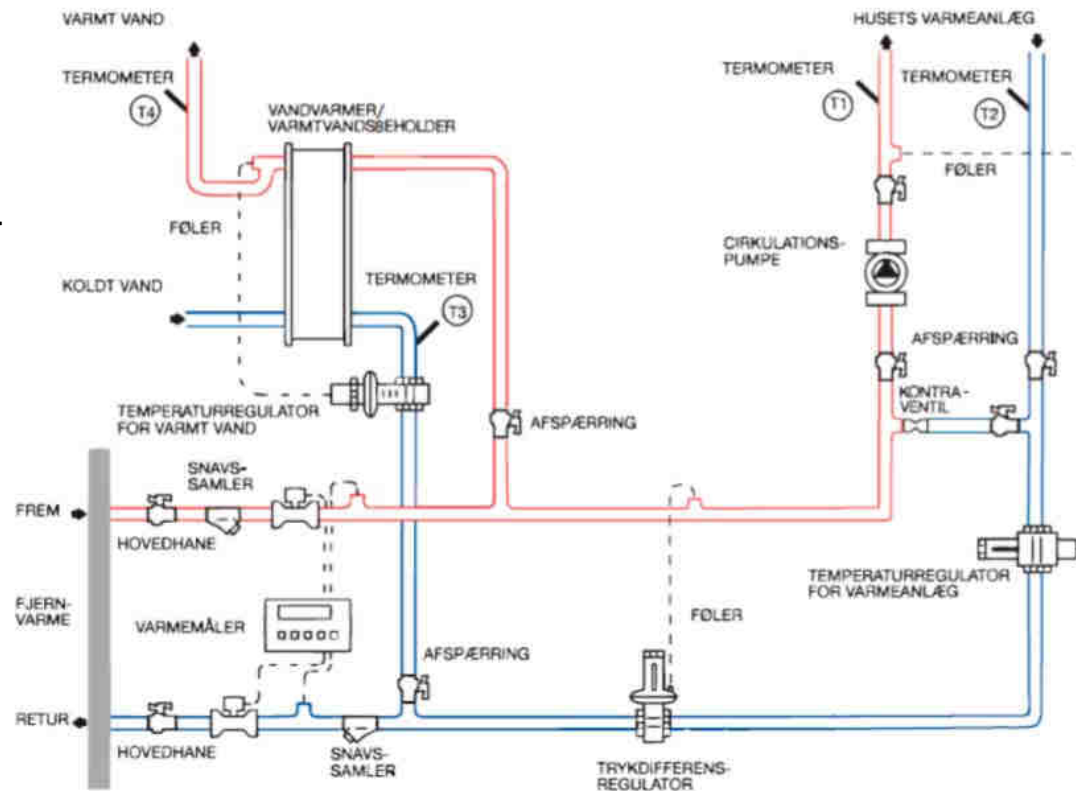 VARMT VAND
HUSETS VARMEANLÆG
TERMOMETER
T4
VANDVARMER/
VARMTVANDSBEHOLDER
TERMOMETER
T1
TERMOMETER
T2
FØLER
FØLER
CIRKULATIONS-
PUMPE
KOLDT VAND
TERMOMETER
T3
AFSPÆRRING
KONTRA-
VENTIL
TEMPERATURREGULATOR
FOR VARMT VAND
AFSPÆRRING
SNAVS-
SAMLER
FREM
HOVEDHANE
TEMPERATURREGULATOR
FOR VARMEANLÆG
FJERN-
VARME
VARMEMÅLER
FØLER
AFSPÆRRING
RETUR
HOVEDHANE
SNAVS-
SAMLER
TRYKDIFFERENS-
REGULATOR